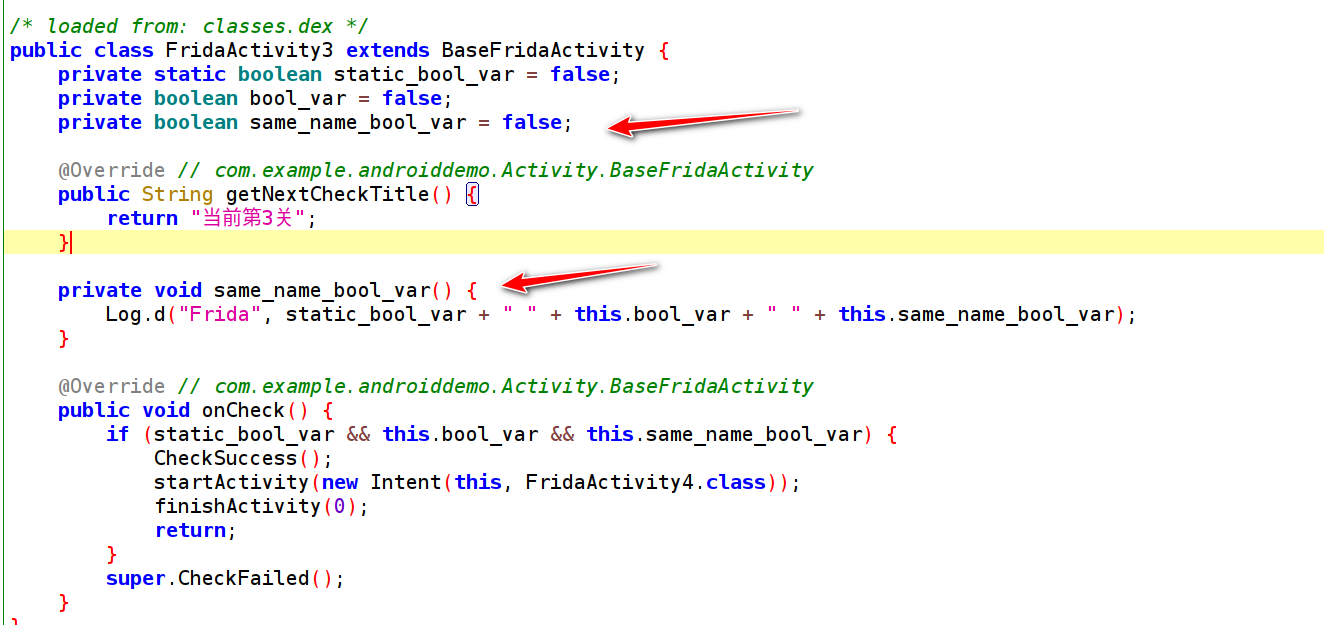 /* loaded from: classes.dex */
public class FridaActivity3 extends BaseFridaActivity {
    private static boolean static_bool_var = false;
    private boolean bool_var = false;
    private boolean same_name_bool_var = false;
    @Override // com.example.androiddemo.Activity.BaseFridaActivity
    public String getNextCheckTitle() {
        return "当前第3关";
    }
    private void same_name_bool_var() {
        Log.d("Frida", static_bool_var + " " + this.bool_var + " " + this.same_name_bool_var);
    }
    @Override // com.example.androiddemo.Activity.BaseFridaActivity
    public void onCheck() {
        if (static_bool_var && this.bool_var && this.same_name_bool_var) {
            CheckSuccess();
            startActivity(new Intent(this, FridaActivity4.class));
            finishActivity(0);
            return;
        }
        super.CheckFailed();
    }
}